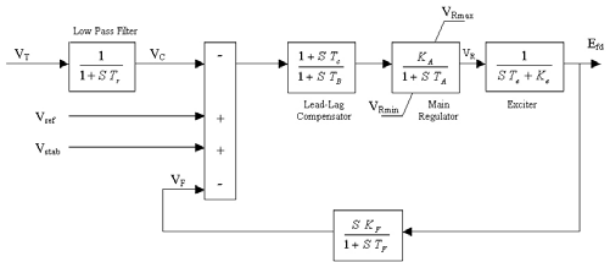 Low Pass Filter
V_T
1
1 + S T_r
V_C
-
V_ref
+
V_stab
+
V_F
-
1 + S T_c
1 + S T_B
Lead-Lag
Compensator
V_Rmax
K_A
1 + S T_A
V_Rmin
Main
Regulator
V_R
1
S T_e + K_e
Exciter
E_fd
S K_F
1 + S T_F